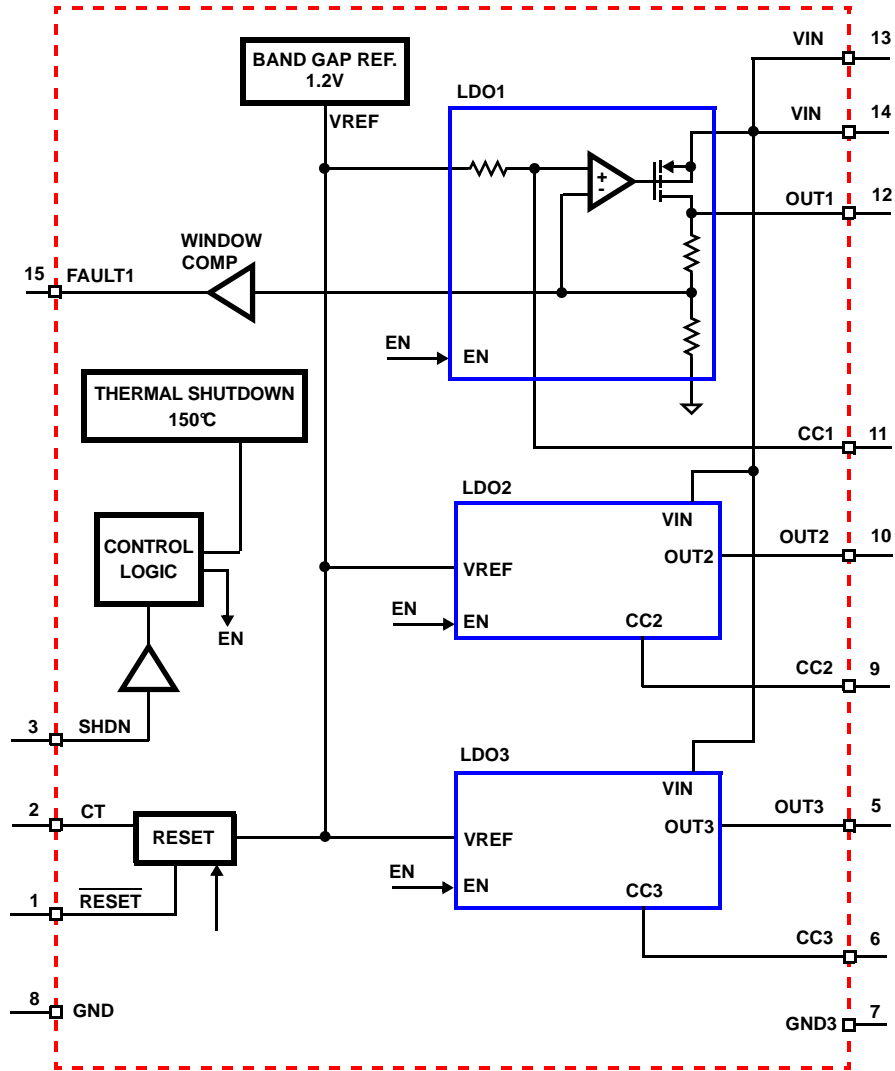 VIN 13
BAND GAP REF.
1.2V
LDO1
VREF
VIN 14
+
-
OUT1 12
WINDOW
COMP
15 FAULT1
EN
EN
THERMAL SHUTDOWN
150°C
CC1 11
LDO2
VIN
CONTROL
LOGIC
OUT2
OUT2 10
VREF
EN
EN
EN
CC2
CC2 9
3 SHDN
LDO3
VIN
2 CT
RESET
VREF
OUT3
OUT3 5
EN
EN
CC3
1 RESET
CC3 6
8 GND
GND3 7